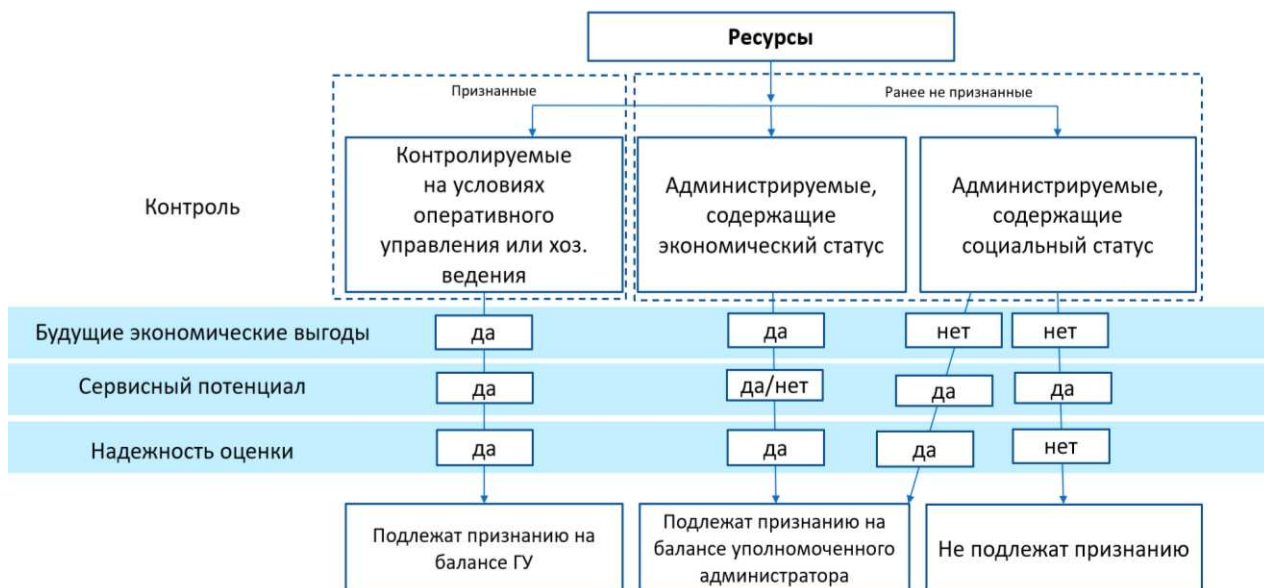 Ресурсы
Признанные
Ранее не признанные
Контроль
Контролируемые
на условиях
оперативного
управления или хоз.
ведения
Администрируемые,
содержащие
экономический статус
Администрируемые,
содержащие
социальный статус
Будущие экономические выгоды
да
да
нет
нет
Сервисный потенциал
да
да/нет
да
да
Надежность оценки
да
да
да
нет
Подлежат признанию на
балансе ГУ
Подлежат признанию на
балансе уполномоченного
администратора
Не подлежат признанию